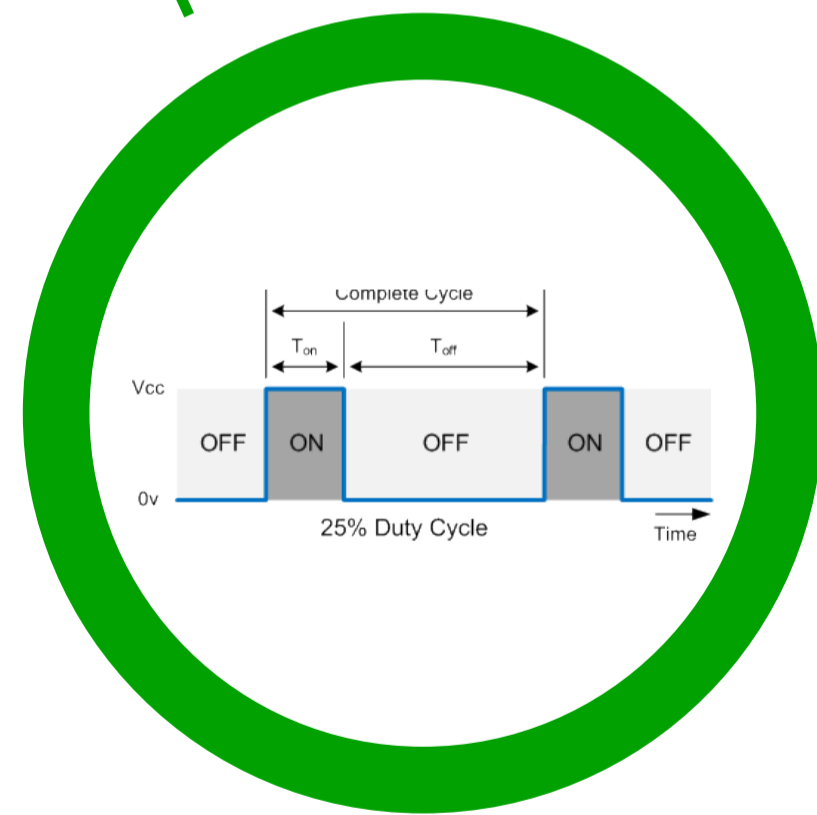 Complete Cycle
Ton Toff
Vcc
OFF ON OFF ON OFF
0v
25% Duty Cycle
Time